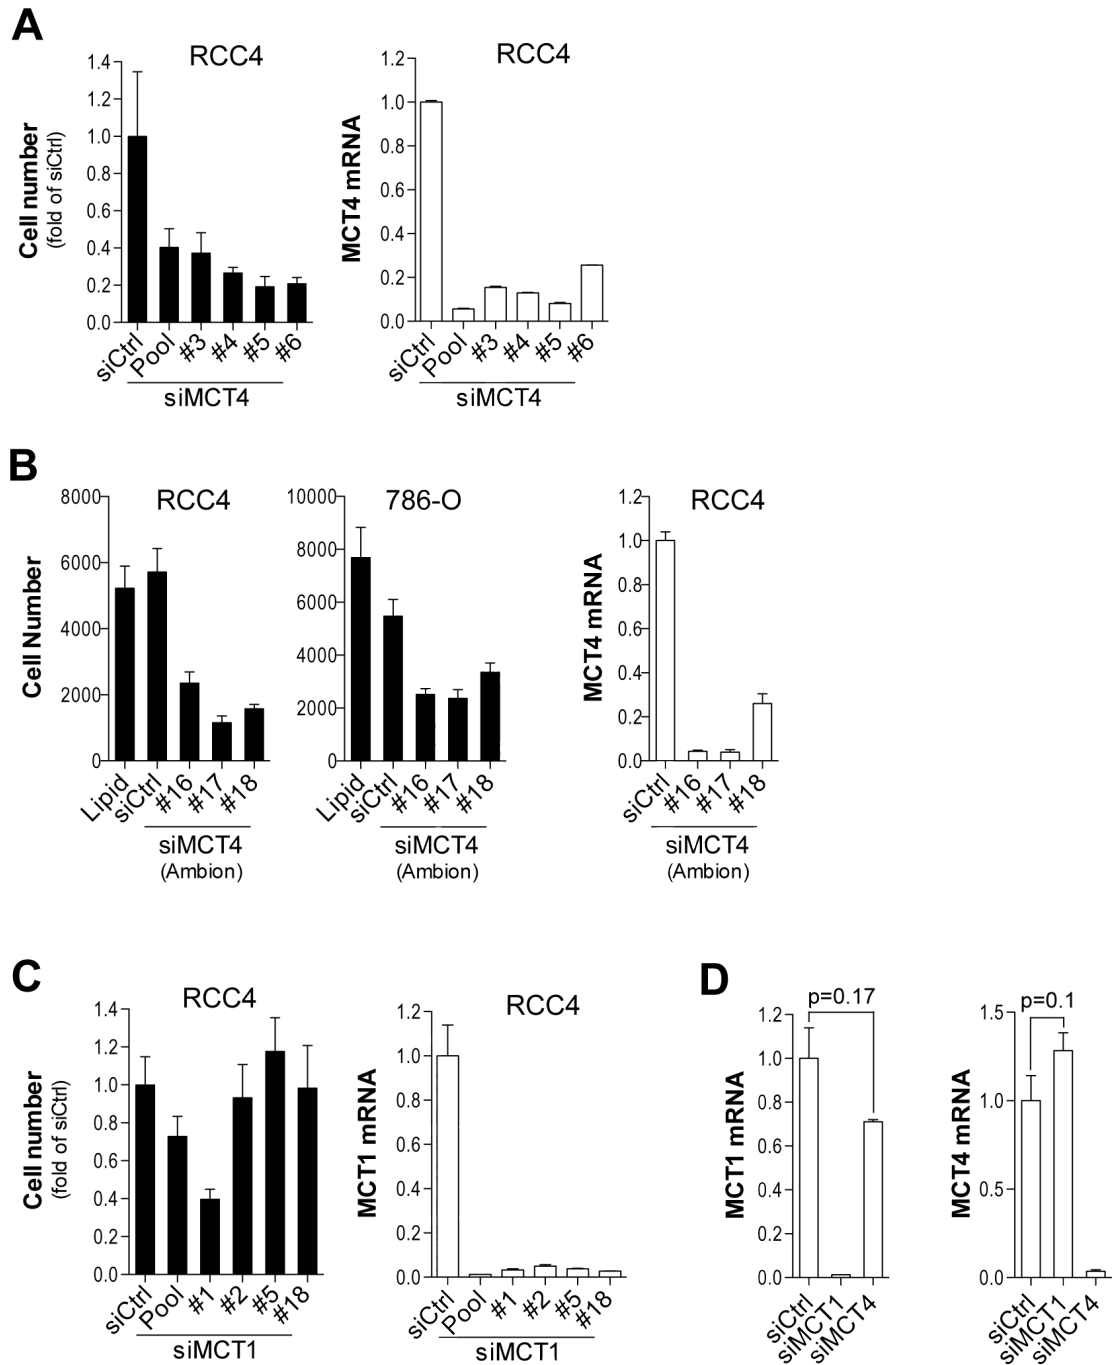 A
RCC4
Cell number
(fold of siCtrl)
1.4
1.2
1.0
0.8
0.6
0.4
0.2
0.0
siCtrl
Pool
#3
#4
#5
#6
siMCT4
RCC4
MCT4 mRNA
1.2
1.0
0.8
0.6
0.4
0.2
0.0
siCtrl
Pool
#3
#4
#5
#6
siMCT4
B
RCC4
Cell Number
8000
6000
4000
2000
0
Lipid
siCtrl
#16
#17
#18
siMCT4
(Ambion)
786-O
10000
8000
6000
4000
2000
0
Lipid
siCtrl
#16
#17
#18
siMCT4
(Ambion)
RCC4
MCT4 mRNA
1.2
1.0
0.8
0.6
0.4
0.2
0.0
siCtrl
#16
#17
#18
siMCT4
(Ambion)
C
RCC4
Cell number
(fold of siCtrl)
1.4
1.2
1.0
0.8
0.6
0.4
0.2
0.0
siCtrl
Pool
#1
#2
#5
#18
siMCT1
RCC4
MCT1 mRNA
1.2
1.0
0.8
0.6
0.4
0.2
0.0
siCtrl
Pool
#1
#2
#5
#18
siMCT1
D
p=0.17
MCT1 mRNA
1.2
1.0
0.8
0.6
0.4
0.2
0.0
siCtrl
siMCT1
siMCT4
p=0.1
MCT4 mRNA
1.5
1.0
0.5
0.0
siCtrl
siMCT1
siMCT4